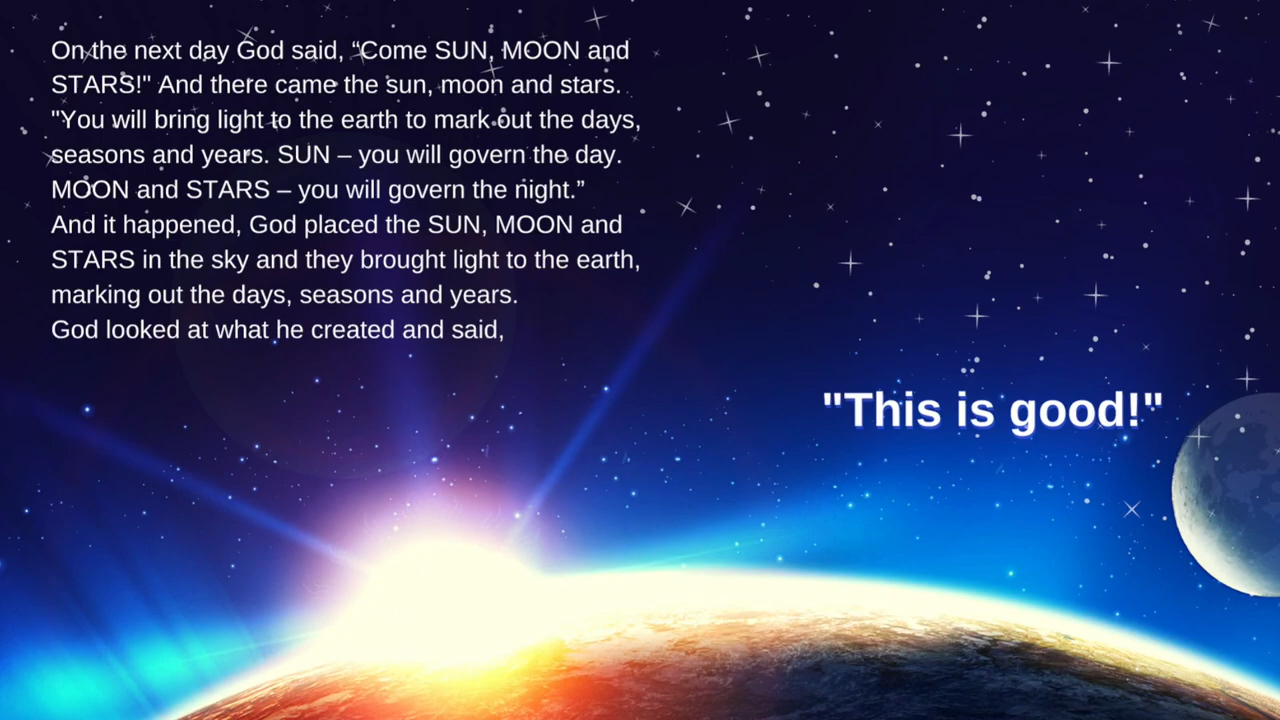 On the next day God said, “Come SUN, MOON and
STARS!" And there came the sun, moon and stars.
"You will bring light to the earth to mark out the days,
seasons and years. SUN – you will govern the day.
MOON and STARS – you will govern the night.”
And it happened, God placed the SUN, MOON and
STARS in the sky and they brought light to the earth,
marking out the days, seasons and years.
God looked at what he created and said,
"This is good!"